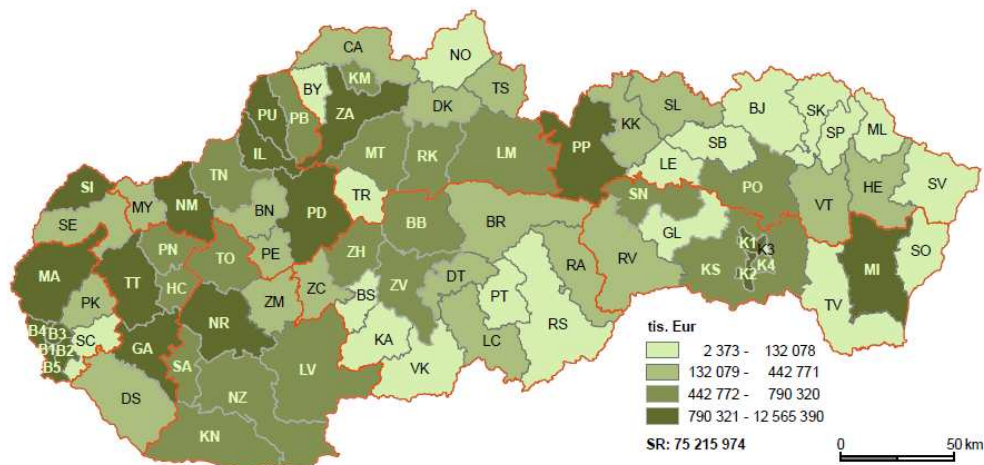 NO
CA
KM
TS
BY
PU
PB
ZA
DK
SL
BJ
SK
SP
ML
KK
SB
IL
MT
RK
LM
PP
LE
TN
SI
NM
BN
PD
TR
SN
PO
HE
SV
VT
MY
SE
BB
BR
GL
SO
PN
TO
PE
ZH
K1
K3
MA
TT
HC
ZC
ZV
DT
RA
RV
KS
K4
K2
MI
PK
ZM
BS
PT
TV
B4
B3
SC
NR
KA
RS
B1
B2
B5
GA
SA
LV
LC
VK
DS
NZ
KN
tis. Eur
2 373 - 132 078
132 079 - 442 771
442 772 - 790 320
790 321 - 12 565 390
SR: 75 215 974
0 50 km